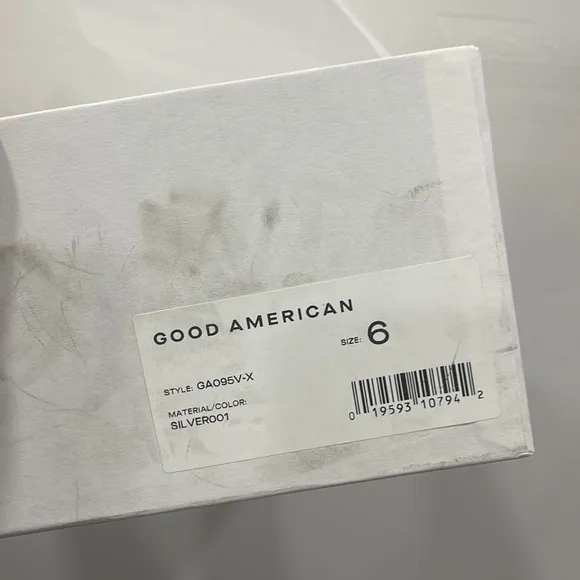 GOOD AMERICAN
SIZE: 6
STYLE: GA095V-X
MATERIAL/COLOR:
SILVER001
0 19593 10794 2